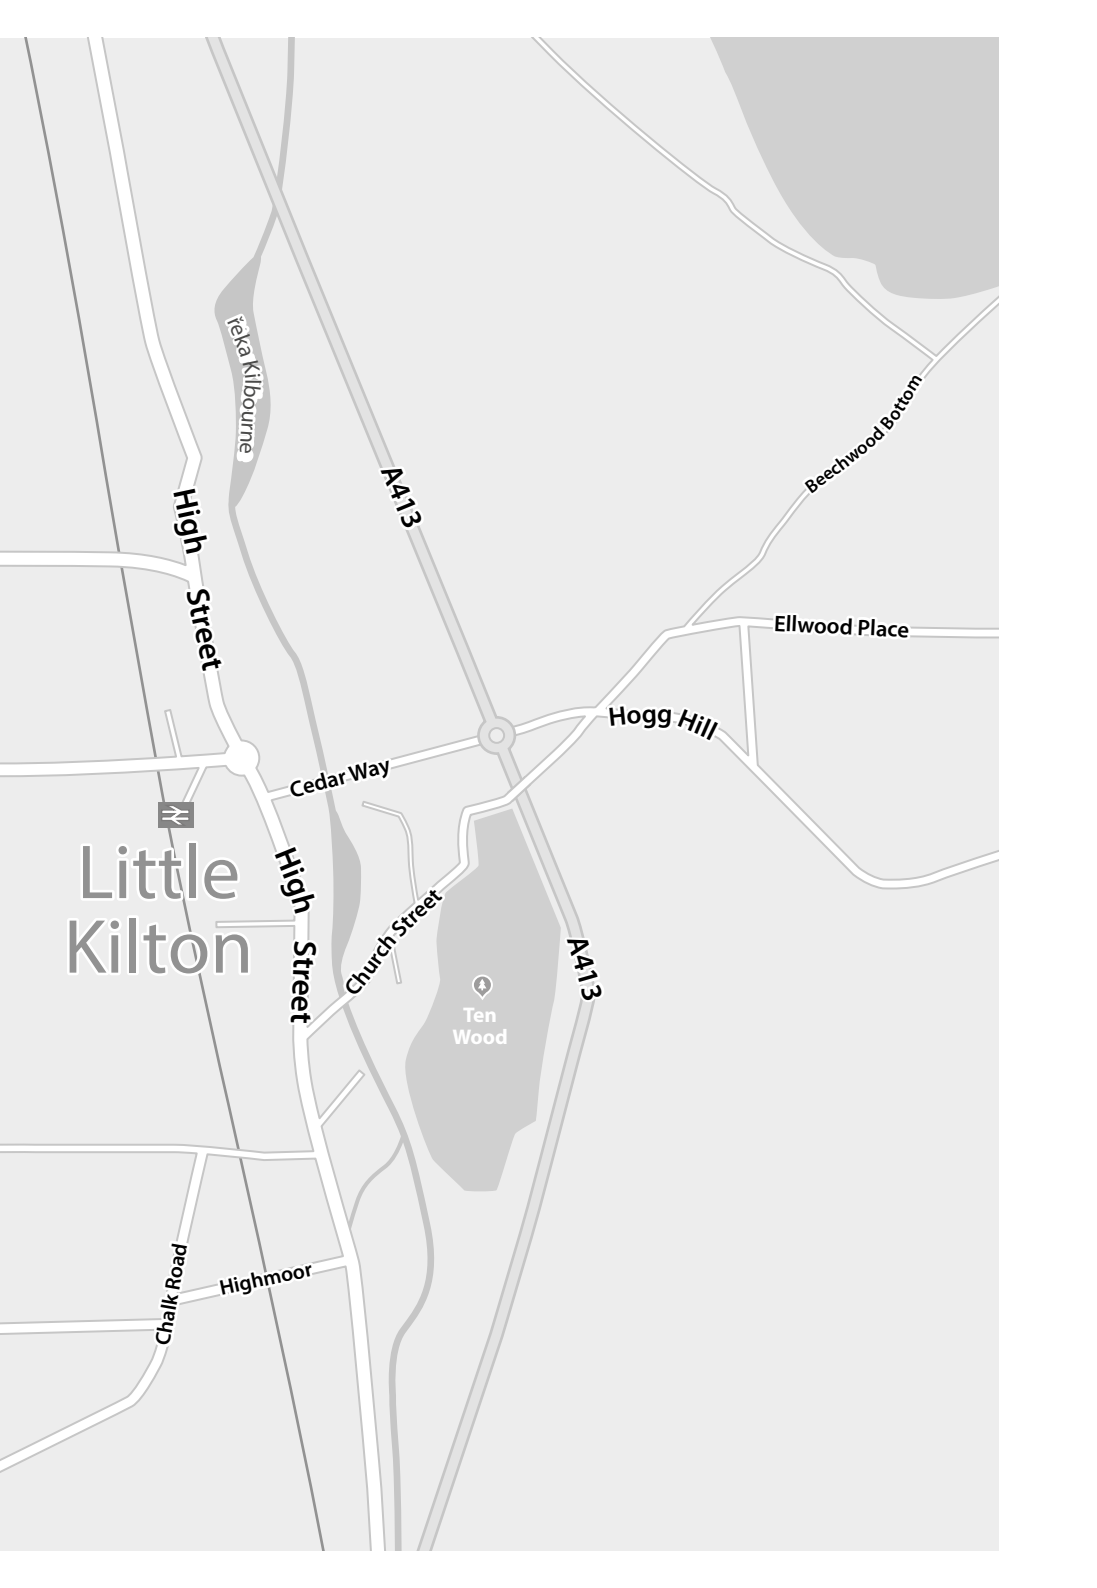 řeka Kilbourne
A413
Beechwood Bottom
High
Street
Ellwood Place
Hogg Hill
Cedar Way
Little
Kilton
High
Street
Church Street
A413
Ten
Wood
Chalk Road
Highmoor